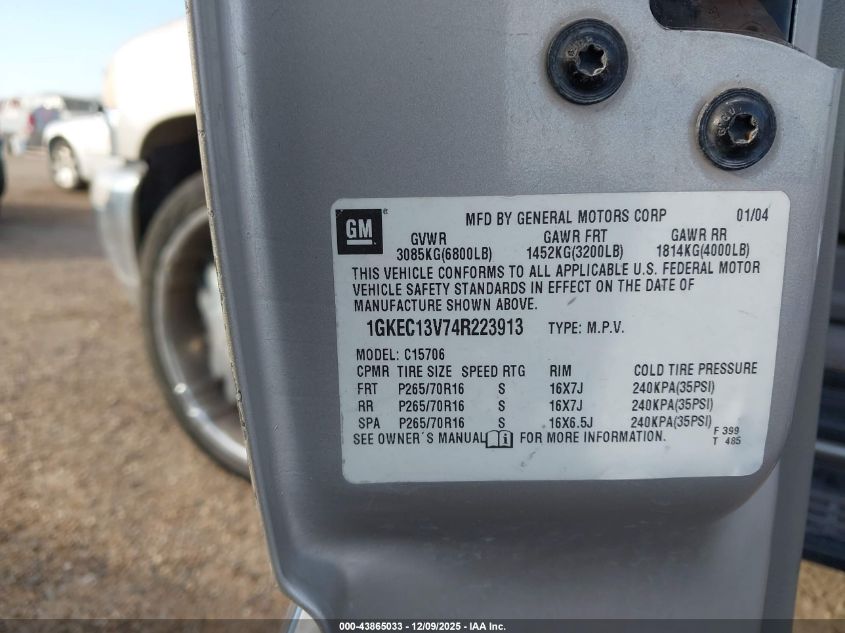 GM
MFD BY GENERAL MOTORS CORP 01/04
GVWR GAWR FRT GAWR RR
3085KG(6800LB) 1452KG(3200LB) 1814KG(4000LB)
THIS VEHICLE CONFORMS TO ALL APPLICABLE U.S. FEDERAL MOTOR
VEHICLE SAFETY STANDARDS IN EFFECT ON THE DATE OF
MANUFACTURE SHOWN ABOVE.
1GKEC13V74R223913 TYPE: M.P.V.
MODEL: C15706
CPMR TIRE SIZE SPEED RTG RIM COLD TIRE PRESSURE
FRT P265/70R16 S 16X7J 240KPA(35PSI)
RR P265/70R16 S 16X7J 240KPA(35PSI)
SPA P265/70R16 S 16X6.5J 240KPA(35PSI)
SEE OWNER'S MANUAL i FOR MORE INFORMATION.
F 399
T 485
000-43865033 | 12/09/2025 - IAA Inc.